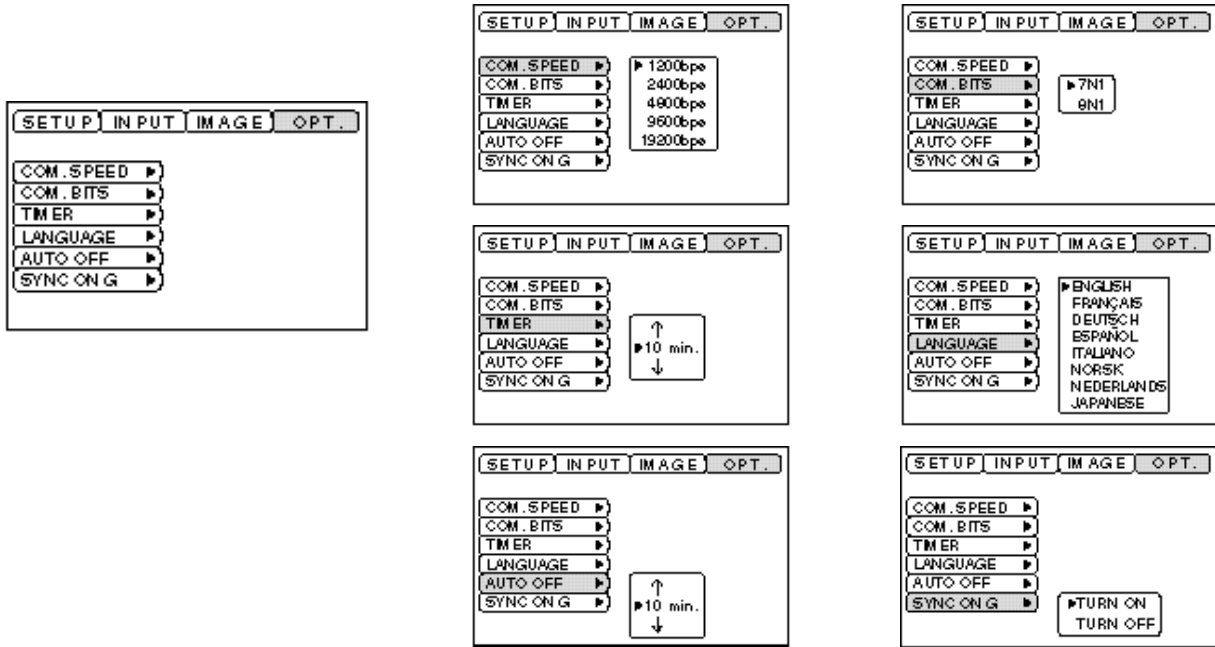 SETUP INPUT IMAGE OPT.
COM.SPEED
COM.BITS
TIMER
LANGUAGE
AUTO OFF
SYNC ON G
SETUP INPUT IMAGE OPT.
COM.SPEED 1200bps
COM.BITS 2400bps
TIMER 4800bps
LANGUAGE 9600bps
AUTO OFF 19200bps
SYNC ON G
SETUP INPUT IMAGE OPT.
COM.SPEED
COM.BITS 7N1
TIMER 8N1
LANGUAGE
AUTO OFF
SYNC ON G
SETUP INPUT IMAGE OPT.
COM.SPEED
COM.BITS
TIMER
LANGUAGE 10 min.
AUTO OFF
SYNC ON G
SETUP INPUT IMAGE OPT.
COM.SPEED ENGLISH
COM.BITS FRANÇAIS
TIMER DEUTSCH
LANGUAGE ESPAÑOL
AUTO OFF ITALIANO
SYNC ON G NORSK
NEDERLANDS
JAPANESE
SETUP INPUT IMAGE OPT.
COM.SPEED
COM.BITS
TIMER
LANGUAGE
AUTO OFF
SYNC ON G 10 min.
SETUP INPUT IMAGE OPT.
COM.SPEED
COM.BITS
TIMER
LANGUAGE
AUTO OFF
SYNC ON G TURN ON
TURN OFF